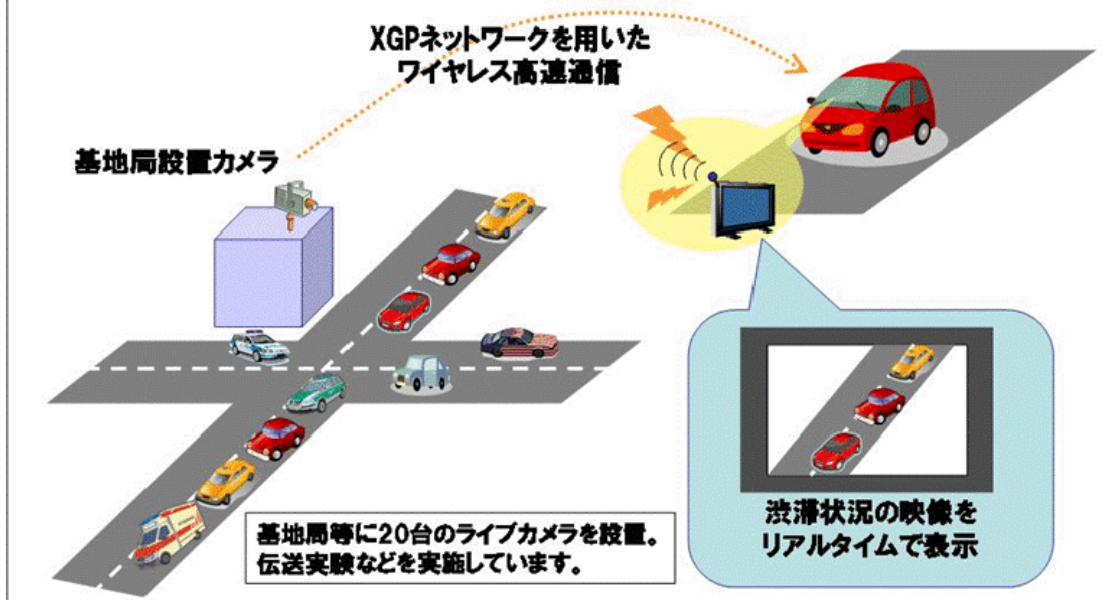 XGPネットワークを用いた
ワイヤレス高速通信
基地局設置カメラ
基地局等に20台のライブカメラを設置。
伝送実験などを実施しています。
渋滞状況の映像を
リアルタイムで表示